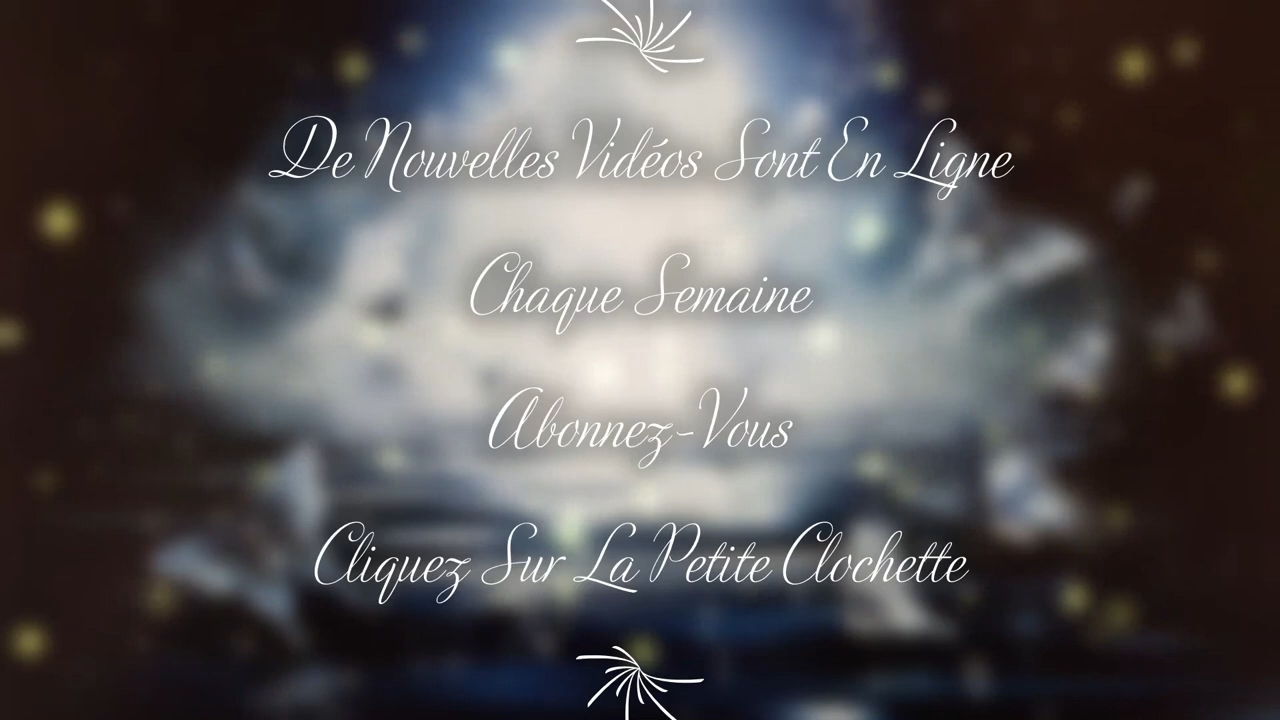 De Nouvelles Vidéos Sont En Ligne
Chaque Semaine
Abonnez-Vous
Cliquez Sur La Petite Clochette